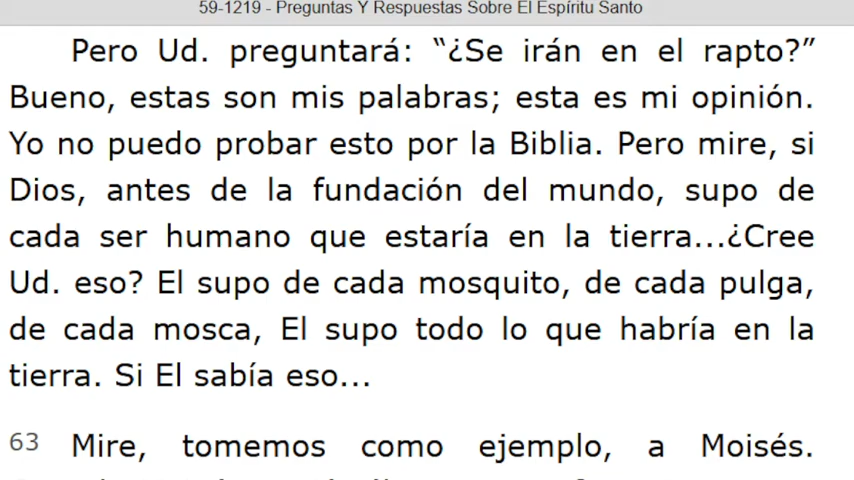 59-1219 - Preguntas Y Respuestas Sobre El Espíritu Santo
Pero Ud. preguntará: “¿Se irán en el rapto?”
Bueno, estas son mis palabras; esta es mi opinión.
Yo no puedo probar esto por la Biblia. Pero mire, si
Dios, antes de la fundación del mundo, supo de
cada ser humano que estaría en la tierra...¿Cree
Ud. eso? El supo de cada mosquito, de cada pulga,
de cada mosca, El supo todo lo que habría en la
tierra. Si El sabía eso...
63 Mire, tomemos como ejemplo, a Moisés.